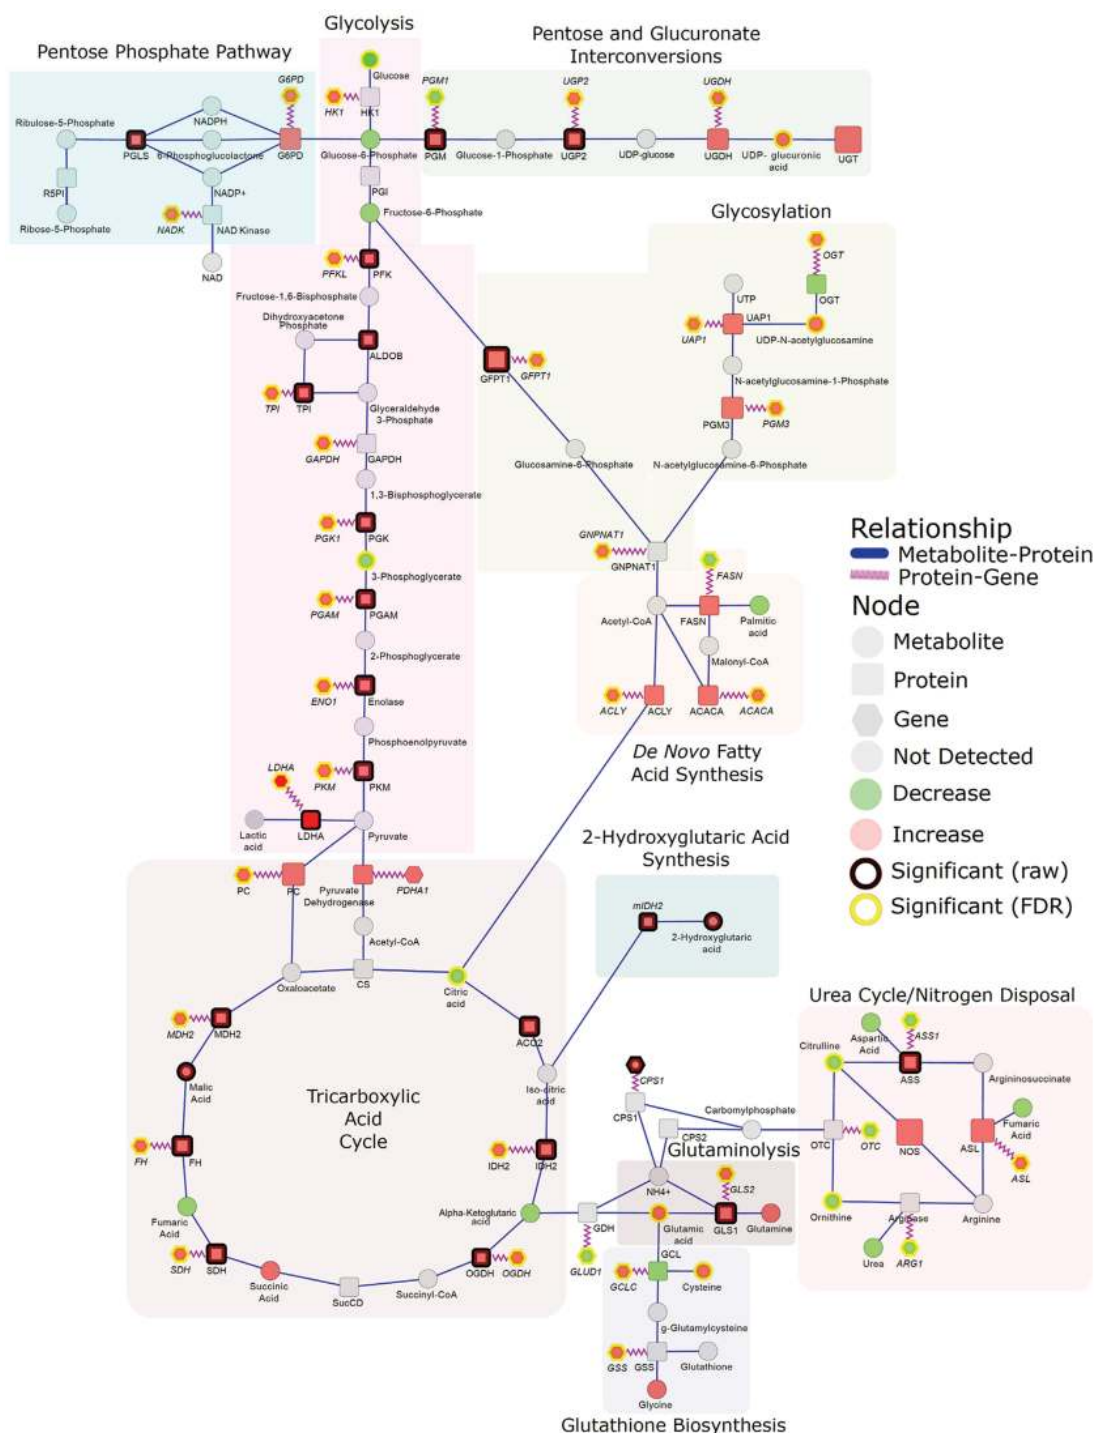 Glycolysis
Pentose Phosphate Pathway
Pentose and Glucuronate
Interconversions
G6PD
Glucose
PGM1
UGP2
UGDH
HK1
HK1
NADPH
Ribulose-5-Phosphate
PGLS
6-Phosphoglucolactone
G6PD
Glucose-6-Phosphate
PGM
Glucose-1-Phosphate
UGP2
UDP-glucose
UGDH
UDP- glucuronic
acid
UGT
R5PI
NADP+
PGI
Ribose-5-Phosphate
NADK
NAD Kinase
Fructose-6-Phosphate
NAD
Glycosylation
PFKL
PFK
OGT
Fructose-1,6-Bisphosphate
UTP
OGT
Dihydroxyacetone
Phosphate
UAP1
UAP1
UDP-N-acetylglucosamine
ALDOB
GFPT1
GFPT1
N-acetylglucosamine-1-Phosphate
TPI
TPI
Glyceraldehyde
3-Phosphate
PGM3
PGM3
GAPDH
GAPDH
Glucosamine-6-Phosphate
N-acetylglucosamine-6-Phosphate
1,3-Bisphosphoglycerate
PGK1
PGK
GNPNAT1
GNPNAT1
Relationship
Metabolite-Protein
Protein-Gene
3-Phosphoglycerate
FASN
PGAM
PGAM
Acetyl-CoA
FASN
Palmitic
acid
2-Phosphoglycerate
Malonyl-CoA
ENO1
Enolase
ACLY
ACLY
ACACA
ACACA
Phosphoenolpyruvate
De Novo Fatty
Acid Synthesis
Node
Metabolite
Protein
Gene
Not Detected
Decrease
Increase
Significant (raw)
Significant (FDR)
LDHA
PKM
PKM
Lactic
acid
LDHA
Pyruvate
2-Hydroxyglutaric Acid
Synthesis
PC
PC
Pyruvate
Dehydrogenase
PDHA1
mIDH2
2-Hydroxyglutaric
acid
Acetyl-CoA
Oxaloacetate
CS
Citric
acid
Urea Cycle/Nitrogen Disposal
MDH2
MDH2
ACO2
Aspartic
Acid
ASS1
Citrulline
ASS
Argininosuccinate
Malic
Acid
Tricarboxylic
Acid
Cycle
Iso-citric
acid
CPS1
CPS1
Carbomylphosphate
CPS2
Fumaric
Acid
FH
FH
IDH2
IDH2
Glutaminolysis
OTC
OTC
NOS
ASL
ASL
NH4+
GLS2
Fumaric
Acid
Alpha-Ketoglutaric
acid
GDH
Glutamic
acid
GLS1
Glutamine
Ornithine
Arginase
Arginine
SDH
SDH
OGDH
OGDH
GLUD1
GCL
Urea
ARG1
Succinic
Acid
SucCD
Succinyl-CoA
GCLC
Cysteine
g-Glutamylcysteine
GSS
GSS
Glutathione
Glycine
Glutathione Biosynthesis